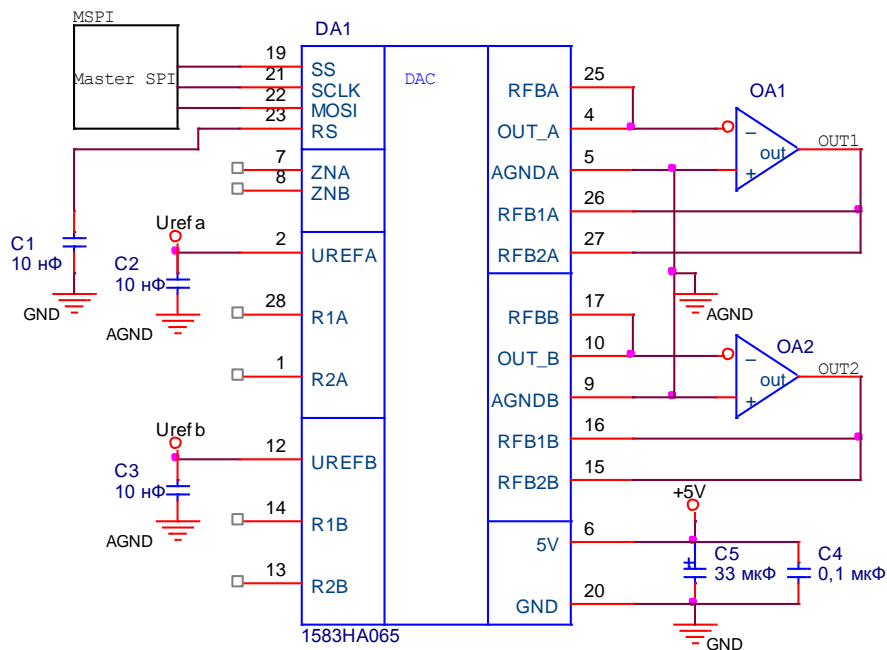 MSPI
Master SPI
19
21
22
23
DA1
SS
SCLK
MOSI
RS
DAC
7
8
ZNA
ZNB
C1
10 нФ
GND
Urefa
C2
10 нФ
AGND
2
28
1
UREFA
R1A
R2A
Urefb
C3
10 нФ
AGND
12
14
13
UREFB
R1B
R2B
1583НА065
RFBA
OUT_A
AGNDA
RFB1A
RFB2A
25
4
5
26
27
OA1
−
out
+
OUT1
AGND
RFBB
OUT_B
AGNDB
RFB1B
RFB2B
17
10
9
16
15
OA2
−
out
+
OUT2
5V
GND
6
20
+5V
+
C5
33 мкФ
C4
0,1 мкФ
GND